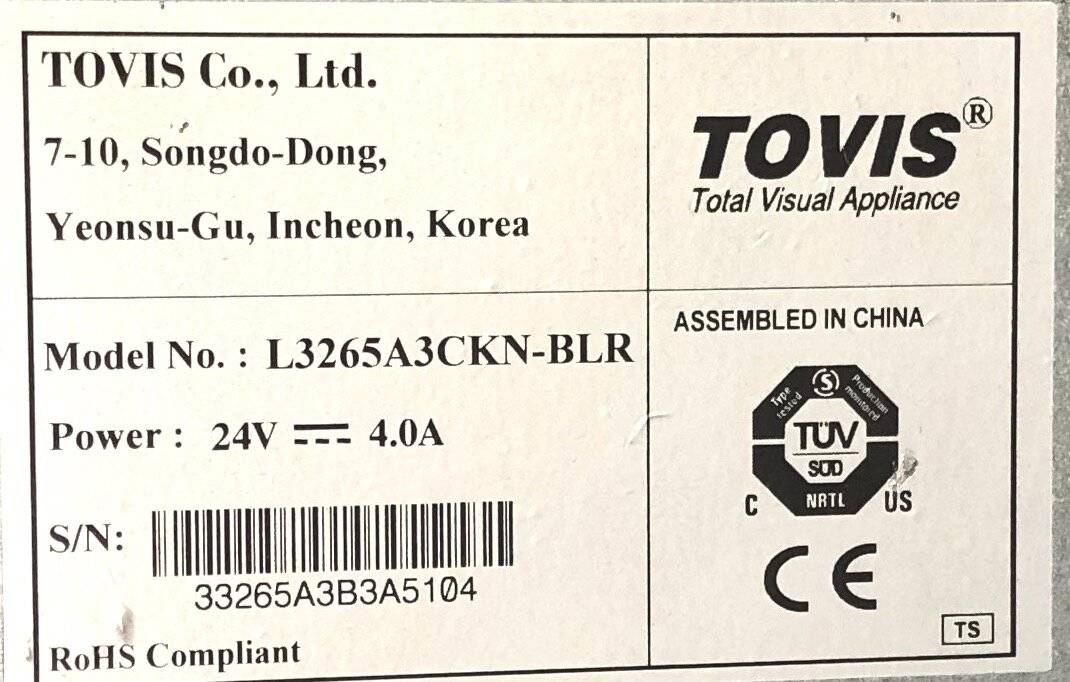 TOVIS Co., Ltd.
7-10, Songdo-Dong,
Yeonsu-Gu, Incheon, Korea
TOVIS®
Total Visual Appliance
Model No. : L3265A3CKN-BLR
Power : 24V ⎓ 4.0A
S/N:
33265A3B3A5104
RoHS Compliant
ASSEMBLED IN CHINA
Type tested
S
Production monitored
TÜV
SÜD
C NRTL US
CE
TS